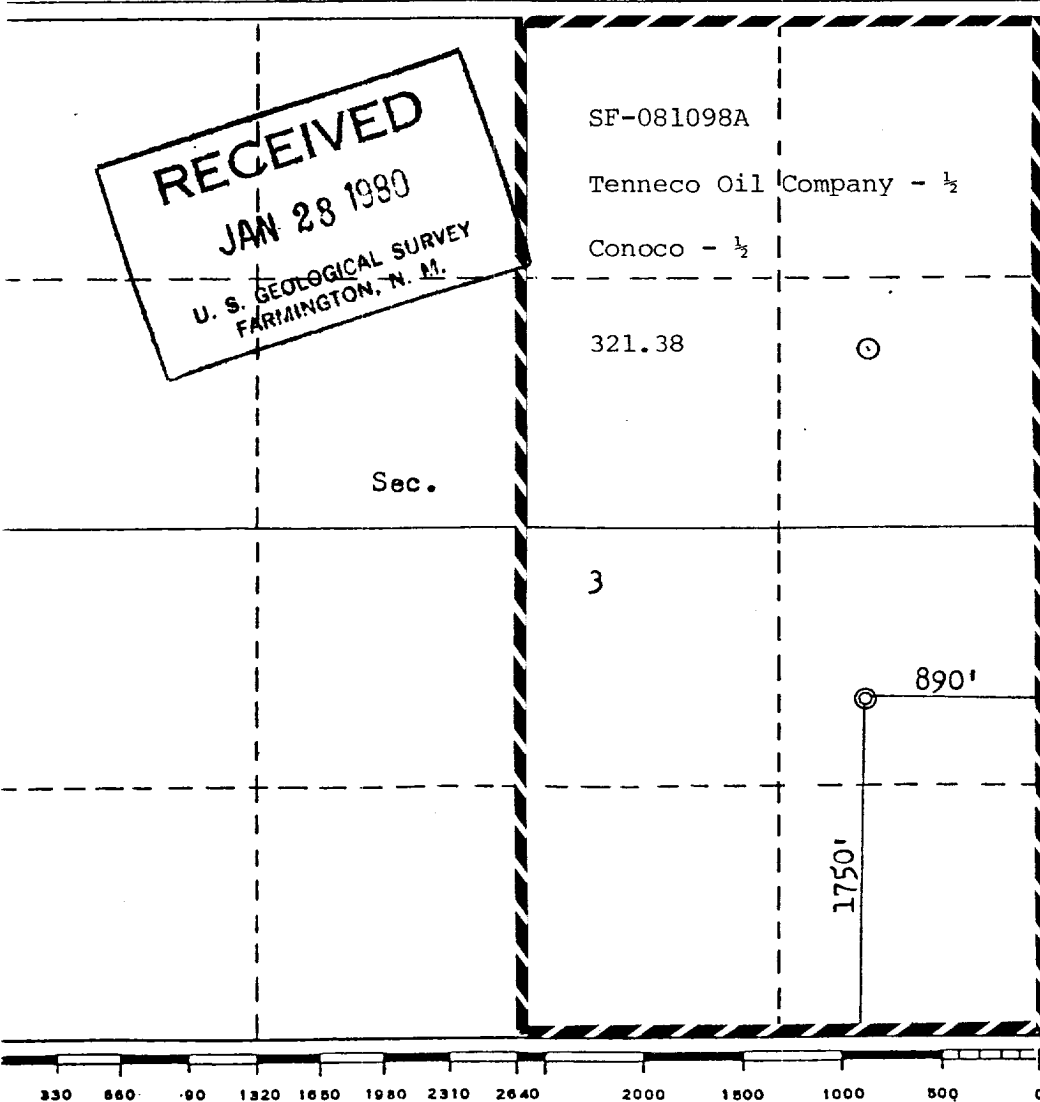 RECEIVED
JAN 28 1980
U. S. GEOLOGICAL SURVEY
FARMINGTON, N. M.
SF-081098A
Tenneco Oil Company - ½
Conoco - ½
321.38
Sec.
3
890'
1750'
330 660 90 1320 1650 1980 2310 2640 2000 1500 1000 500 0